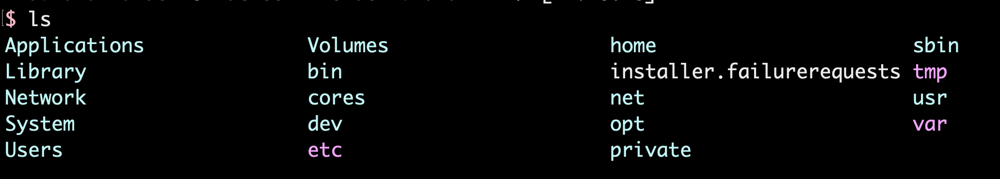 $ ls
Applications Volumes home sbin
Library bin installer.failurerequests tmp
Network cores net usr
System dev opt var
Users etc private